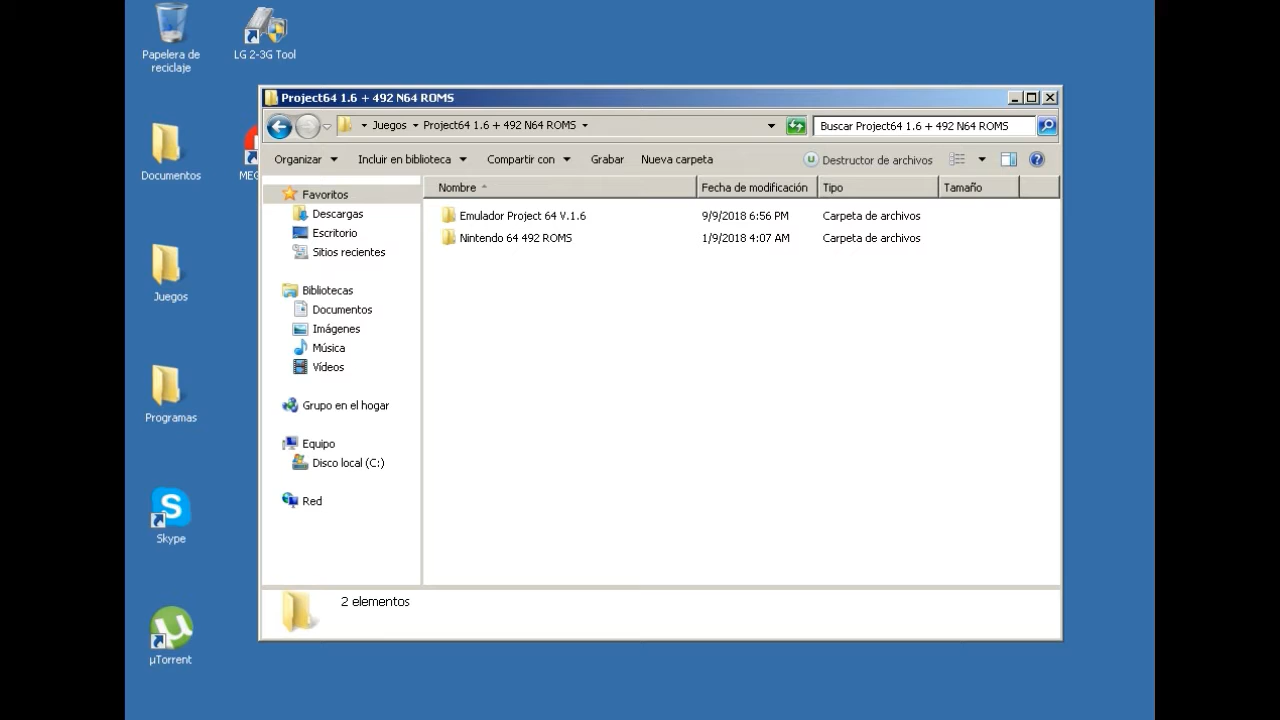 Papelera de
reciclaje
LG 2-3G Tool
Documentos
Juegos
Programas
Skype
µTorrent
Project64 1.6 + 492 N64 ROMS
Juegos Project64 1.6 + 492 N64 ROMS
Buscar Project64 1.6 + 492 N64 ROMS
Organizar Incluir en biblioteca Compartir con Grabar Nueva carpeta Destructor de archivos
Favoritos
Descargas
Escritorio
Sitios recientes
Bibliotecas
Documentos
Imágenes
Música
Vídeos
Grupo en el hogar
Equipo
Disco local (C:)
Red
Nombre Fecha de modificación Tipo Tamaño
Emulador Project 64 V.1.6 9/9/2018 6:56 PM Carpeta de archivos
Nintendo 64 492 ROMS 1/9/2018 4:07 AM Carpeta de archivos
2 elementos